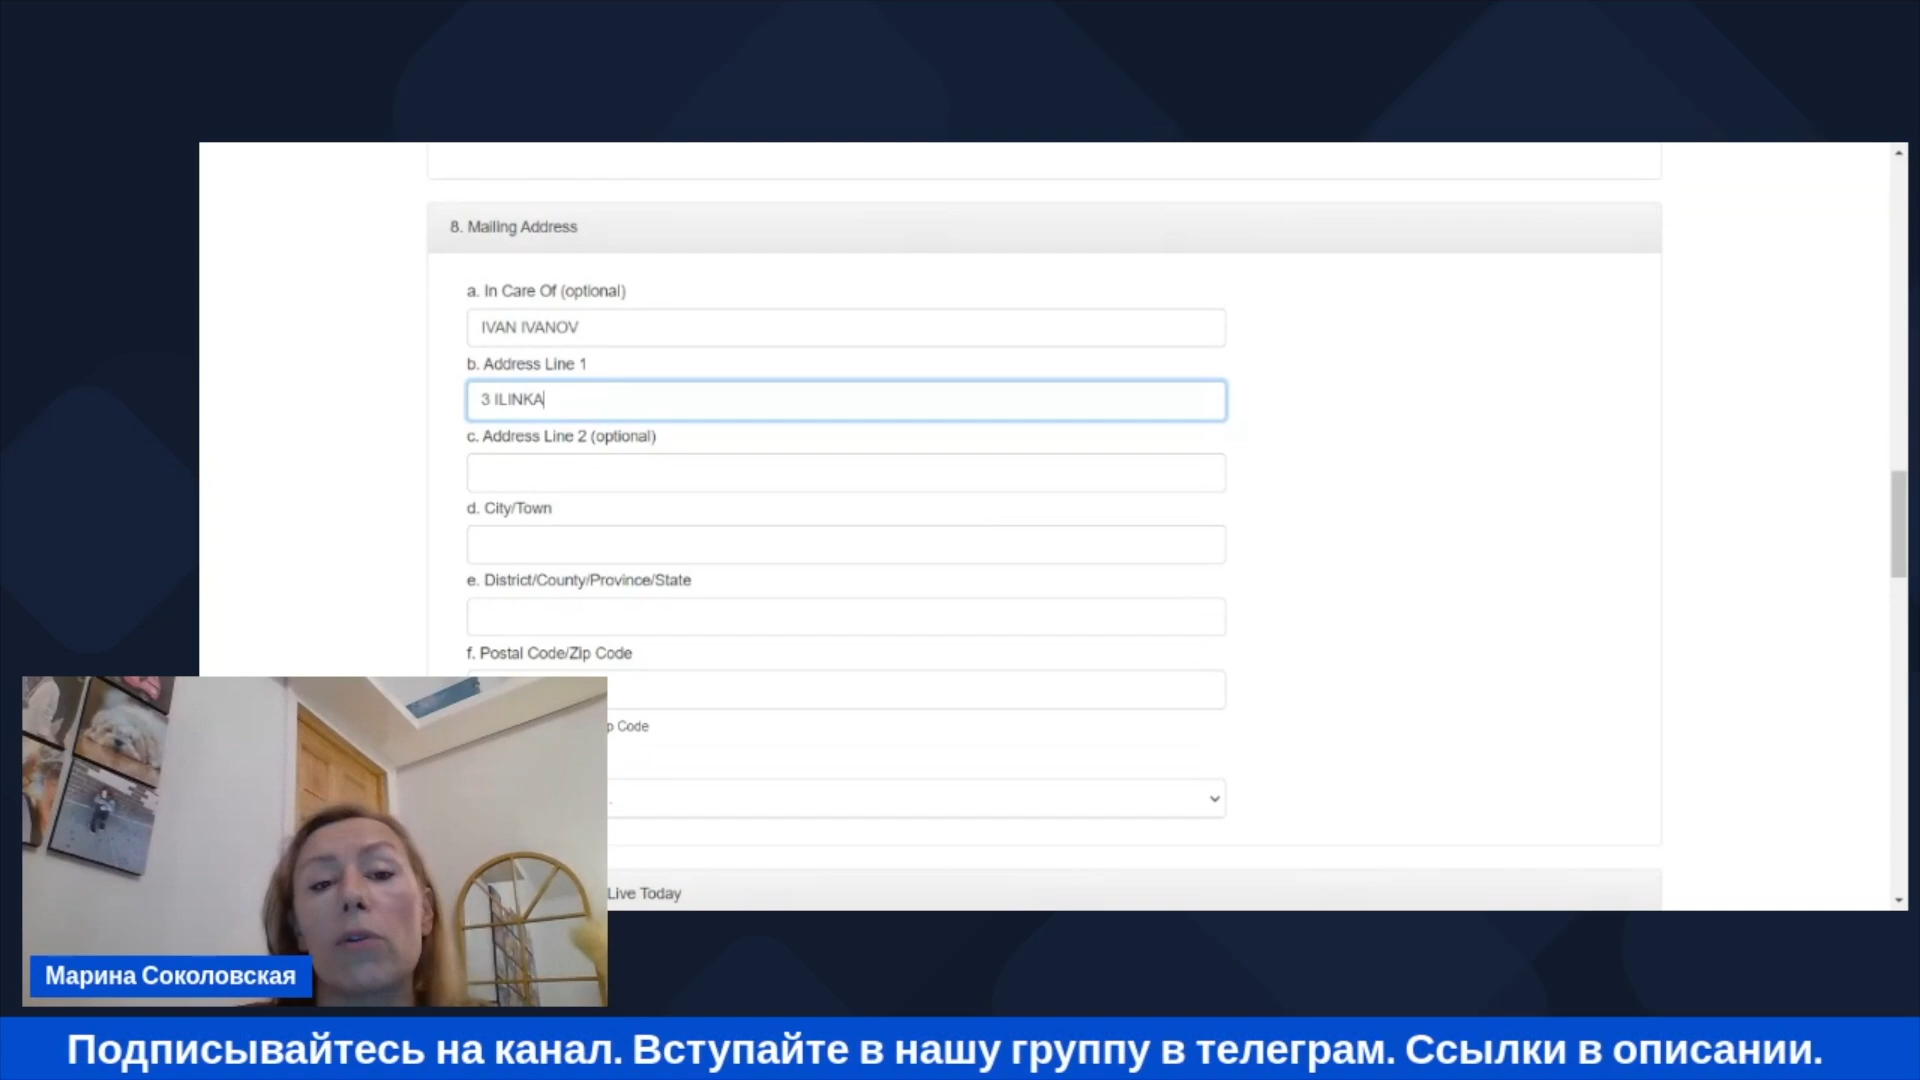 8. Mailing Address
a. In Care Of (optional)
IVAN IVANOV
b. Address Line 1
3 ILINKA
c. Address Line 2 (optional)
d. City/Town
e. District/County/Province/State
f. Postal Code/Zip Code
Code
Live Today
Марина Соколовская
Подписывайтесь на канал. Вступайте в нашу группу в телеграм. Ссылки в описании.